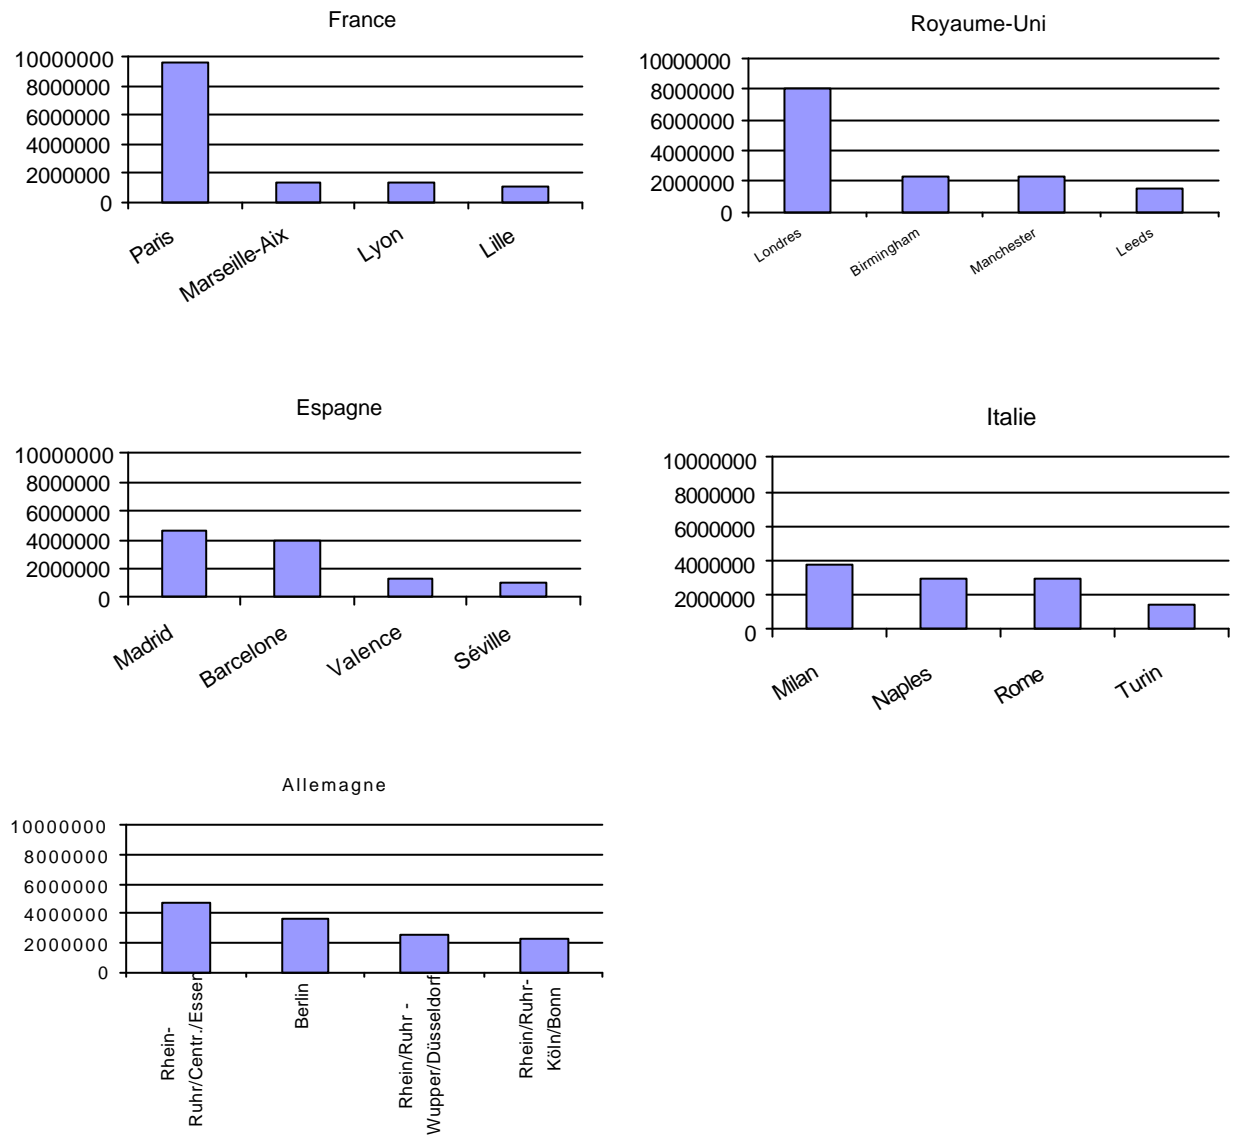 France
10000000
8000000
6000000
4000000
2000000
0
Paris
Marseille-Aix
Lyon
Lille
Royaume-Uni
10000000
8000000
6000000
4000000
2000000
0
Londres
Birmingham
Manchester
Leeds
Espagne
10000000
8000000
6000000
4000000
2000000
0
Madrid
Barcelone
Valence
Séville
Italie
10000000
8000000
6000000
4000000
2000000
0
Milan
Naples
Rome
Turin
Allemagne
10000000
8000000
6000000
4000000
2000000
0
Rhein-
Ruhr/Centr./Essen
Berlin
Rhein/Ruhr -
Wupper/Düsseldorf
Rhein/Ruhr-
Köln/Bonn